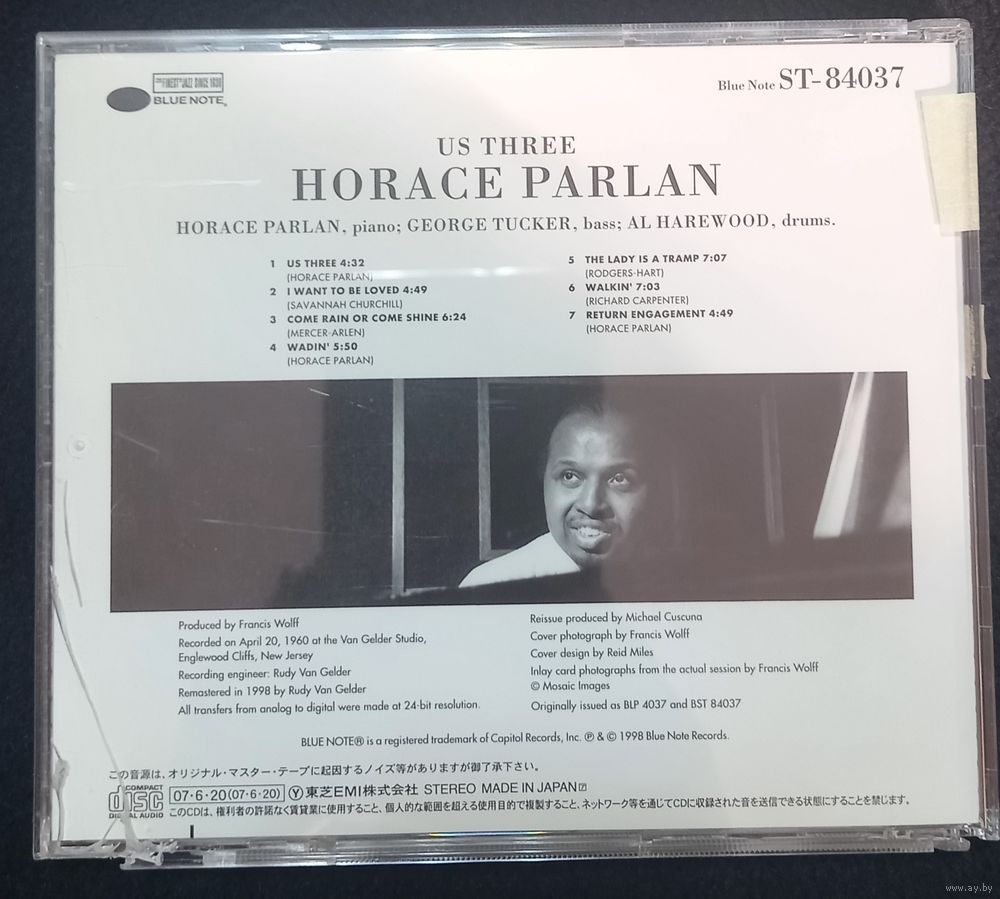 THE FINEST IN JAZZ SINCE 1939
BLUE NOTE®
Blue Note ST-84037
US THREE
HORACE PARLAN
HORACE PARLAN, piano; GEORGE TUCKER, bass; AL HAREWOOD, drums.
1 US THREE 4:32
(HORACE PARLAN)
2 I WANT TO BE LOVED 4:49
(SAVANNAH CHURCHILL)
3 COME RAIN OR COME SHINE 6:24
(MERCER-ARLEN)
4 WADIN' 5:50
(HORACE PARLAN)
5 THE LADY IS A TRAMP 7:07
(RODGERS-HART)
6 WALKIN' 7:03
(RICHARD CARPENTER)
7 RETURN ENGAGEMENT 4:49
(HORACE PARLAN)
Produced by Francis Wolff
Recorded on April 20, 1960 at the Van Gelder Studio,
Englewood Cliffs, New Jersey
Recording engineer: Rudy Van Gelder
Remastered in 1998 by Rudy Van Gelder
All transfers from analog to digital were made at 24-bit resolution.
Reissue produced by Michael Cuscuna
Cover photograph by Francis Wolff
Cover design by Reid Miles
Inlay card photographs from the actual session by Francis Wolff
© Mosaic Images
Originally issued as BLP 4037 and BST 84037
BLUE NOTE® is a registered trademark of Capitol Records, Inc. ℗ & © 1998 Blue Note Records.
この音源は、オリジナル・マスター・テープに起因するノイズ等がありますが御了承下さい。
COMPACT
disc
DIGITAL AUDIO
07·6·20(07·6·20) Ⓨ東芝EMI株式会社 STEREO MADE IN JAPAN
このCDは、権利者の許諾なく賃貸業に使用すること、個人的な範囲を超える使用目的で複製すること、ネットワーク等を通じてCDに収録された音を送信できる状態にすることを禁じます。
www.ay.by